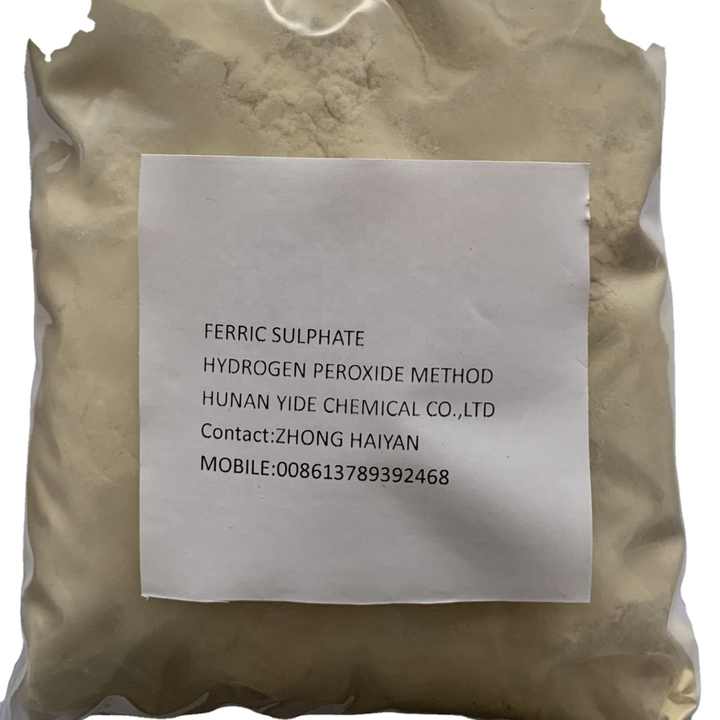 FERRIC SULPHATE
HYDROGEN PEROXIDE METHOD
HUNAN YIDE CHEMICAL CO.,LTD
Contact:ZHONG HAIYAN
MOBILE:008613789392468